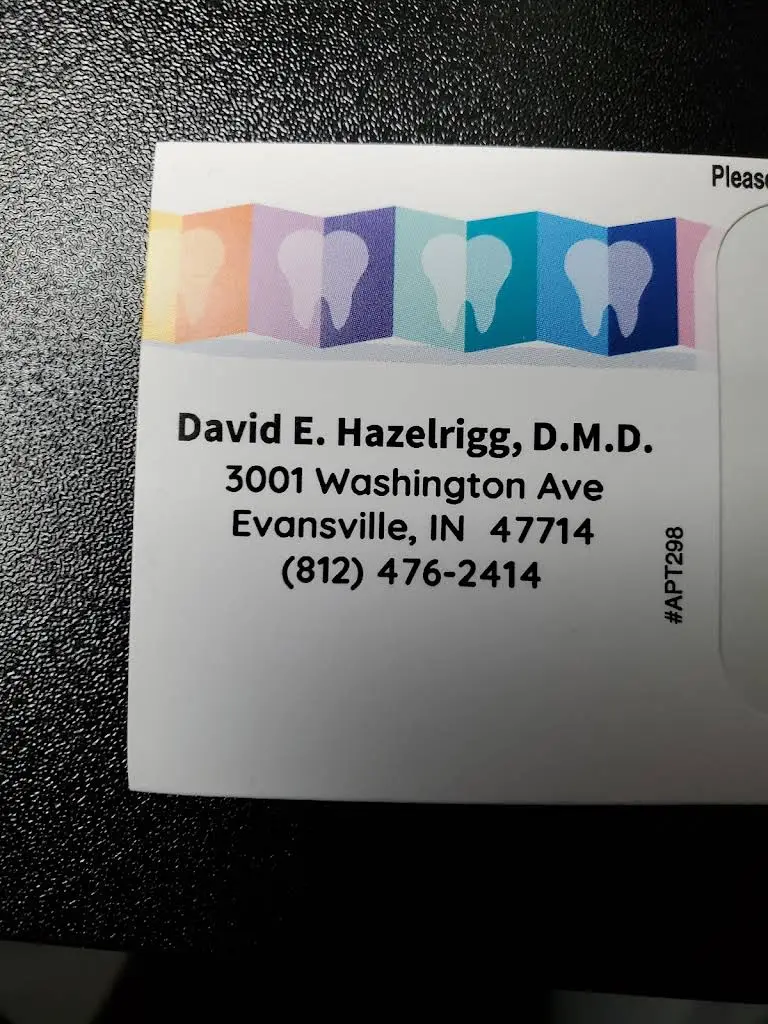 Please
David E. Hazelrigg, D.M.D.
3001 Washington Ave
Evansville, IN 47714
(812) 476-2414
#APT298